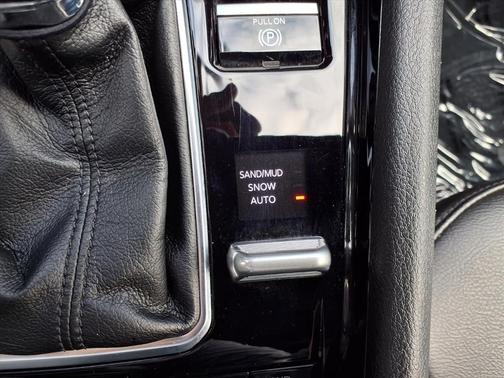 PULL ON
(P)
SAND/MUD
SNOW
AUTO